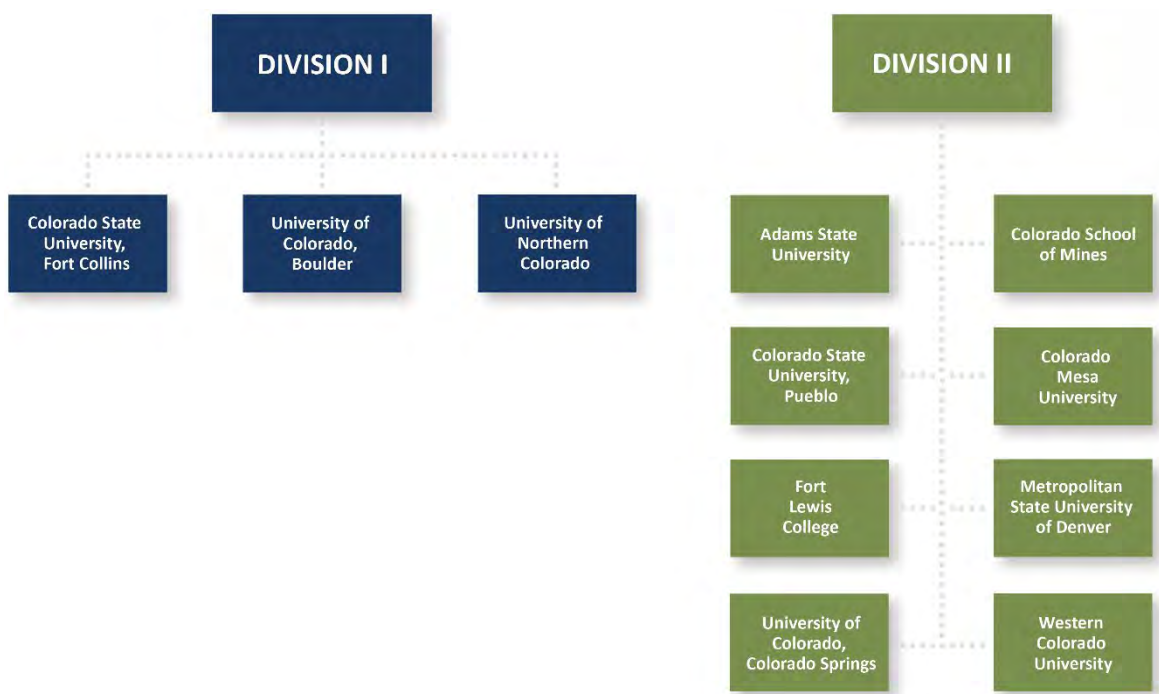 DIVISION I
Colorado State
University,
Fort Collins
University of
Colorado,
Boulder
University of
Northern
Colorado
DIVISION II
Adams State
University
Colorado School
of Mines
Colorado State
University,
Pueblo
Colorado
Mesa
University
Fort
Lewis
College
Metropolitan
State University
of Denver
University of
Colorado,
Colorado Springs
Western
Colorado
University